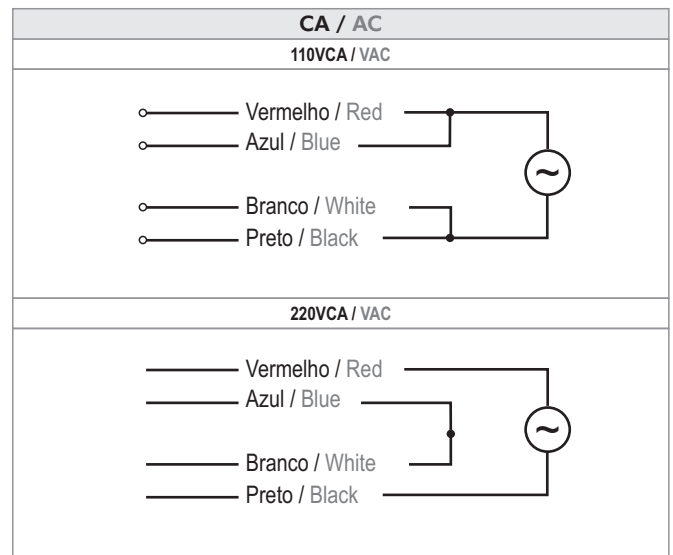 CA / AC
110VCA / VAC
Vermelho / Red
Azul / Blue
~
Branco / White
Preto / Black
220VCA / VAC
Vermelho / Red
Azul / Blue
~
Branco / White
Preto / Black